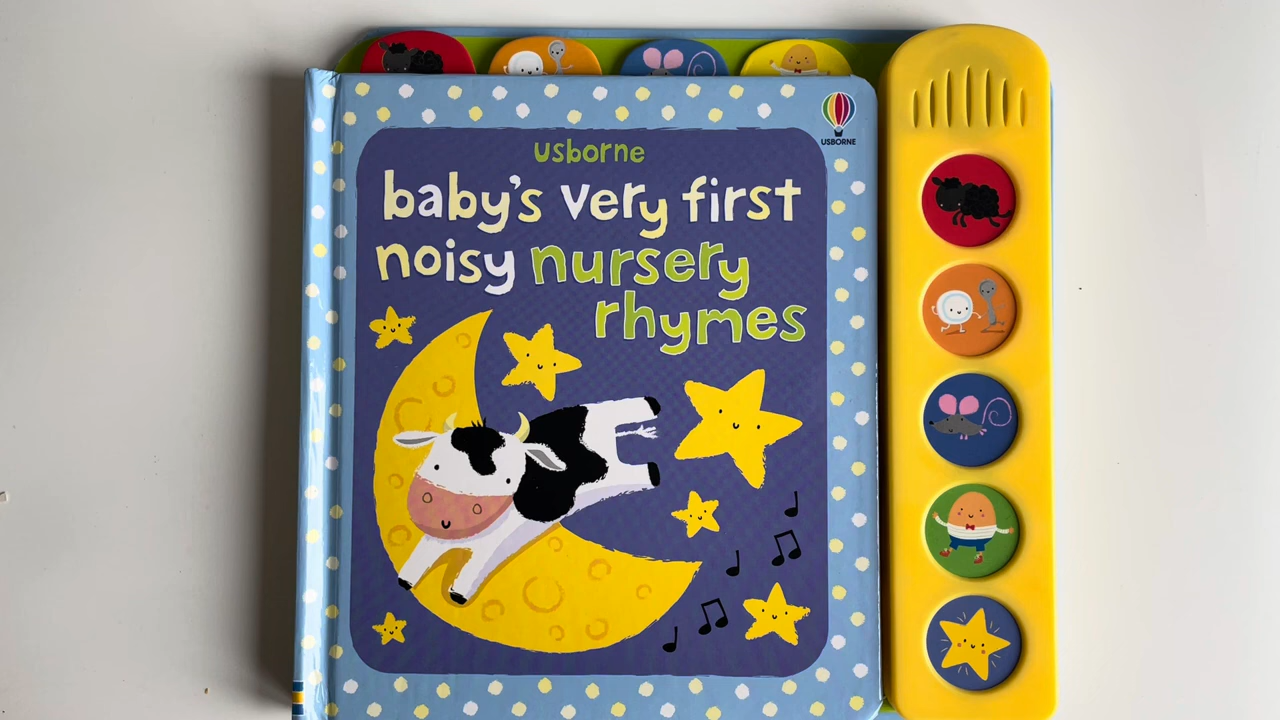 USBORNE
usborne
baby's very first
noisy nursery
rhymes